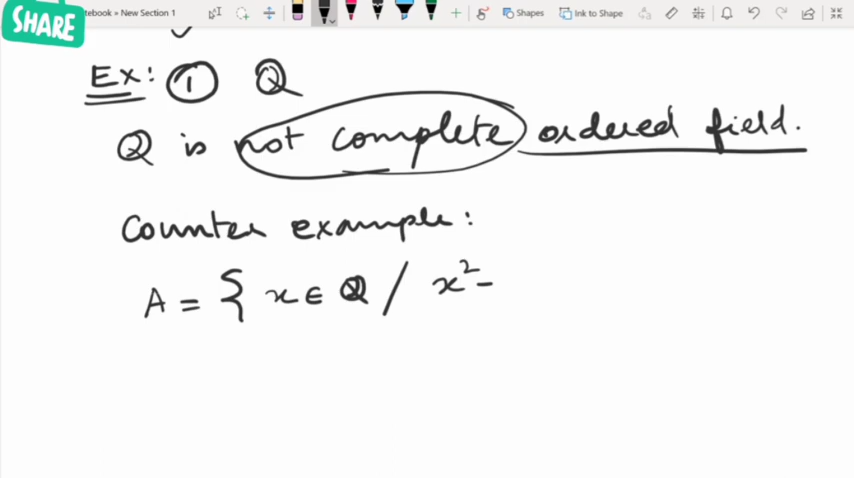 SHARE
tebook » New Section 1
Shapes
Ink to Shape
Ex: ① Q
Q is not complete ordered field.
Counter example:
A = { x ∈ Q / x² -